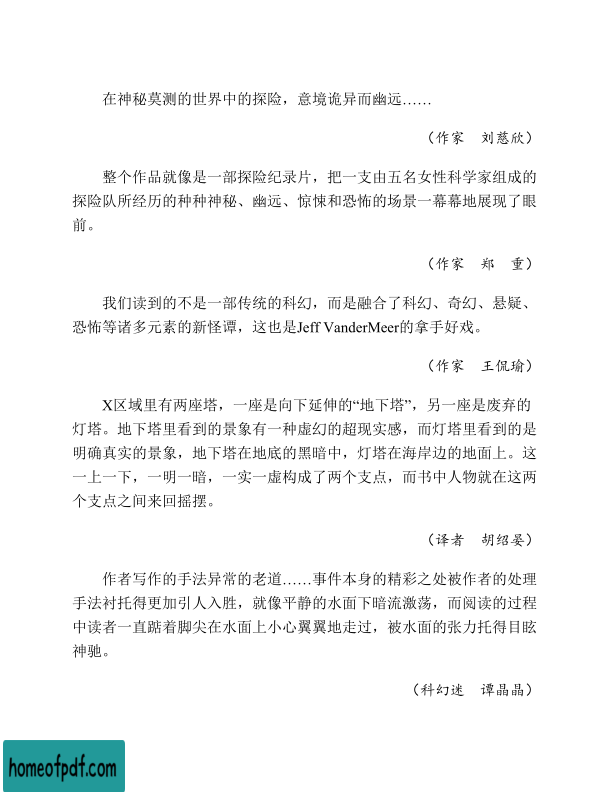 在神秘莫测的世界中的探险，意境诡异而幽远……
（作家　刘慈欣）
整个作品就像是一部探险纪录片，把一支由五名女性科学家组成的
探险队所经历的种种神秘、幽远、惊悚和恐怖的场景一幕幕地展现了眼
前。
（作家　郑　重）
我们读到的不是一部传统的科幻，而是融合了科幻、奇幻、悬疑、
恐怖等诸多元素的新怪谭，这也是Jeff VanderMeer的拿手好戏。
（作家　王侃瑜）
X区域里有两座塔，一座是向下延伸的“地下塔”，另一座是废弃的
灯塔。地下塔里看到的景象有一种虚幻的超现实感，而灯塔里看到的是
明确真实的景象，地下塔在地底的黑暗中，灯塔在海岸边的地面上。这
一上一下，一明一暗，一实一虚构成了两个支点，而书中人物就在这两
个支点之间来回摇摆。
（译者　胡绍晏）
作者写作的手法异常的老道……事件本身的精彩之处被作者的处理
手法衬托得更加引人入胜，就像平静的水面下暗流激荡，而阅读的过程
中读者一直踮着脚尖在水面上小心翼翼地走过，被水面的张力托得目眩
神驰。
（科幻迷　谭晶晶）
homeofpdf.com